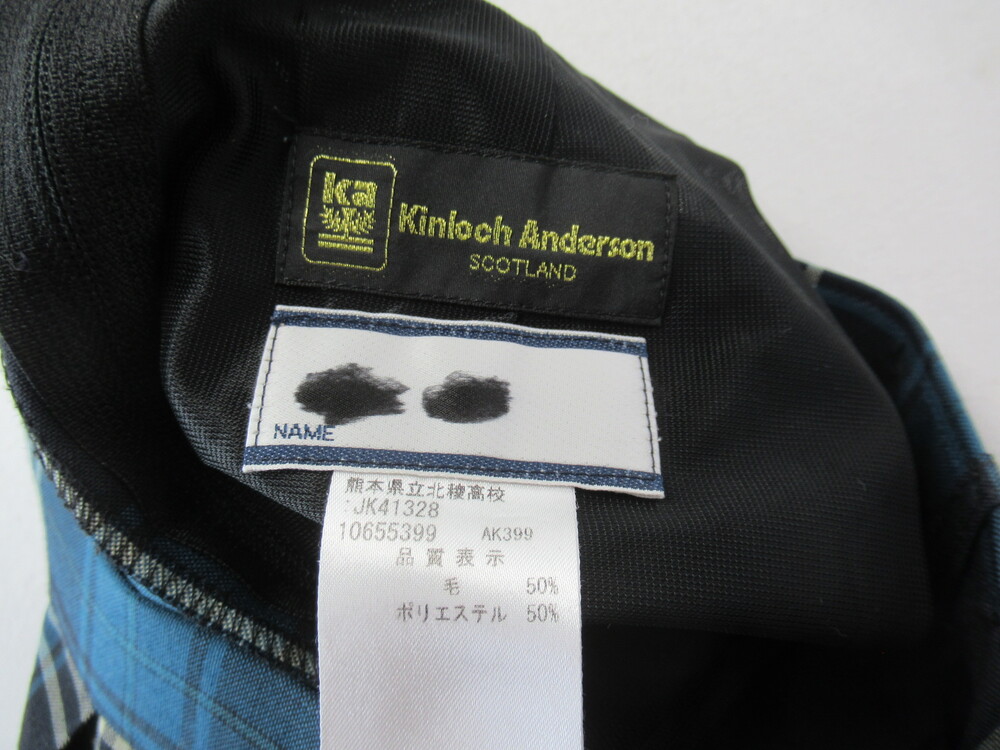 ka
Kinloch Anderson
SCOTLAND
NAME
熊本県立北稜高校
:JK41328
10655399 AK399
品質表示
毛 50%
ポリエステル 50%